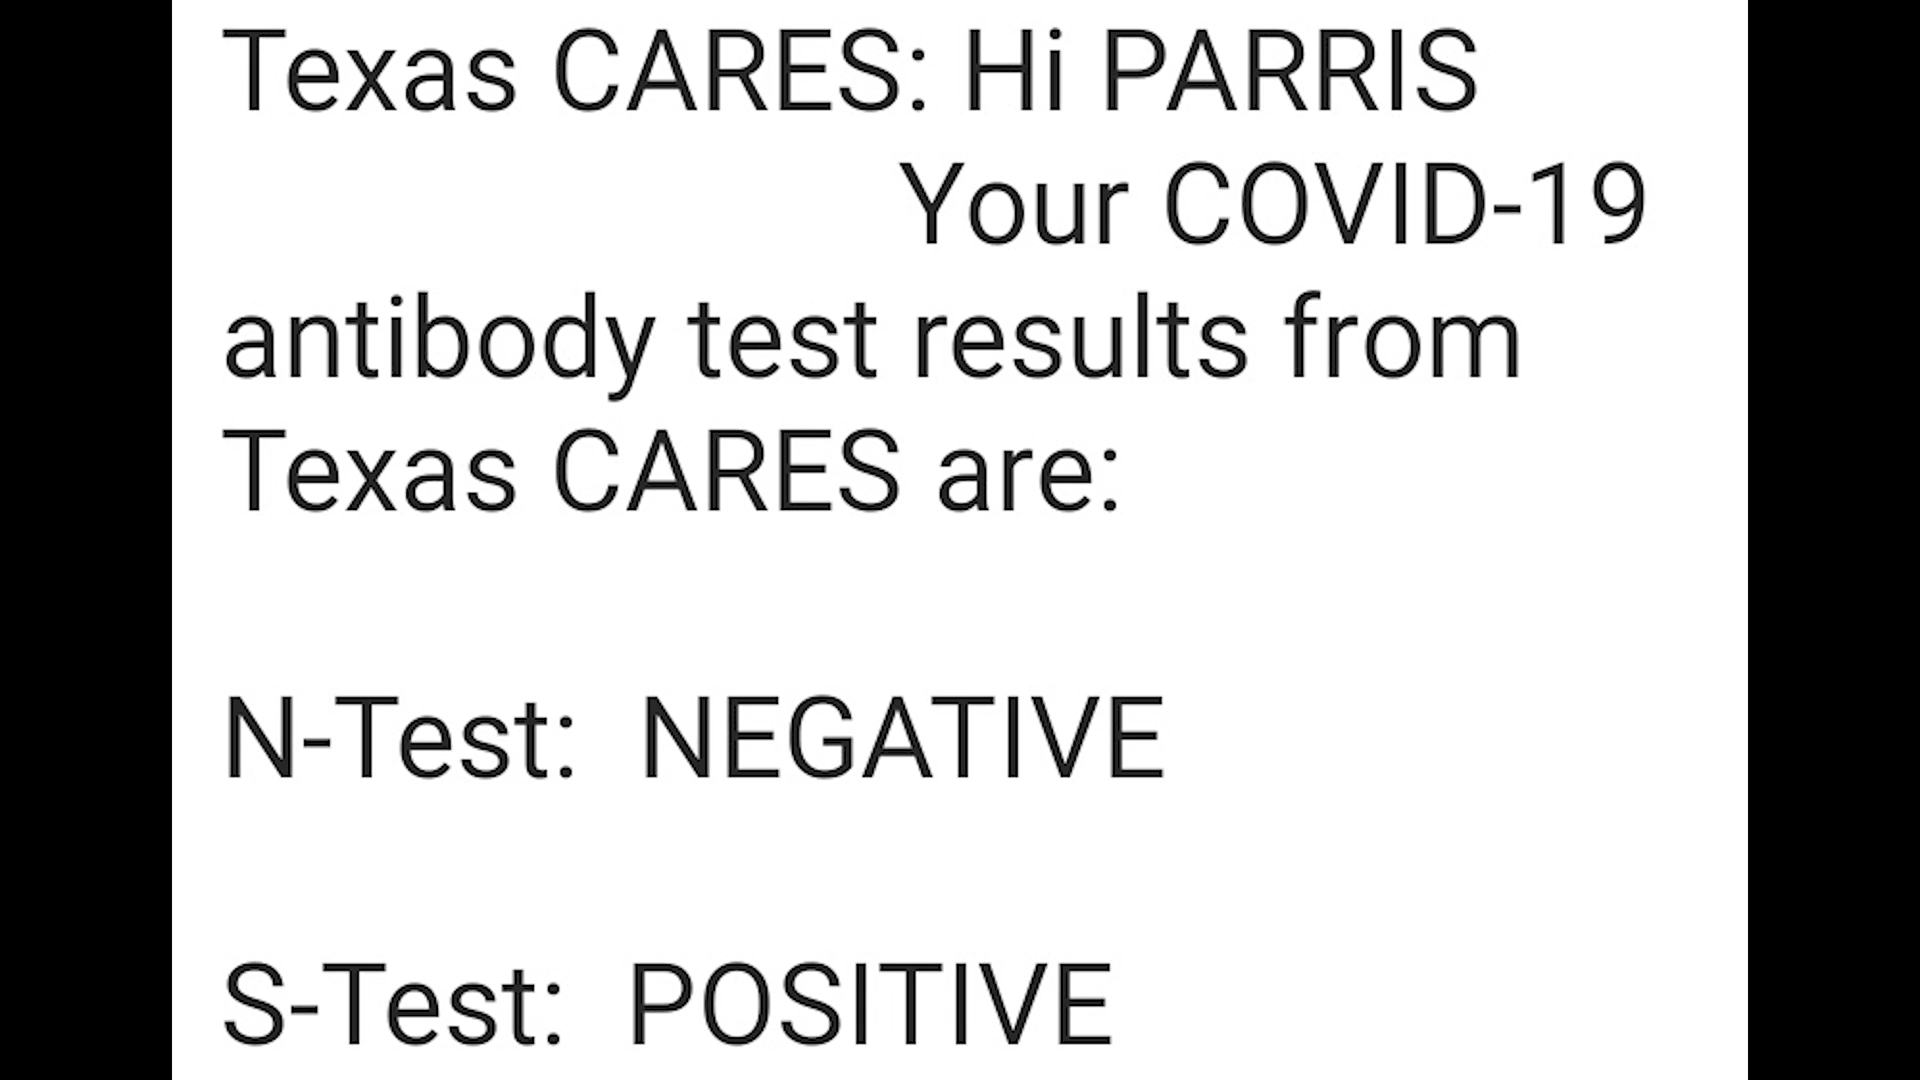 Texas CARES: Hi PARRIS
Your COVID-19
antibody test results from
Texas CARES are:
N-Test: NEGATIVE
S-Test: POSITIVE